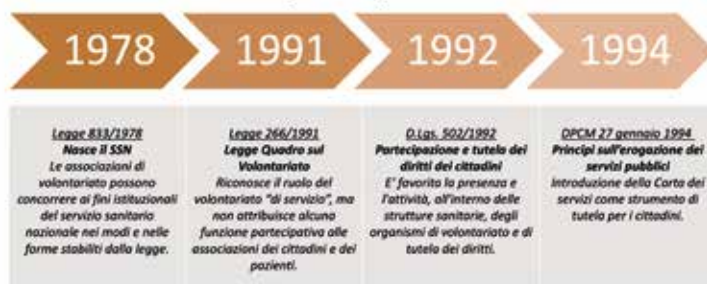 1978
1991
1992
1994
Legge 833/1978
Nasce il SSN
Le associazioni di
volontariato possono
concorrere ai fini istituzionali
del servizio sanitario
nazionale nei modi e nelle
forme stabiliti dalla legge.
Legge 266/1991
Legge Quadro sul
Volontariato
Riconosce il ruolo del
volontariato "di servizio", ma
non attribuisce alcuna
funzione partecipativa alle
associazioni dei cittadini e dei
pazienti.
D.Lgs. 502/1992
Partecipazione e tutela dei
diritti dei cittadini
E' favorita la presenza e
l'attività, all'interno delle
strutture sanitarie, degli
organismi di volontariato e di
tutela dei diritti.
DPCM 27 gennaio 1994
Principi sull'erogazione dei
servizi pubblici
Introduzione della Carta dei
servizi come strumento di
tutela per i cittadini.